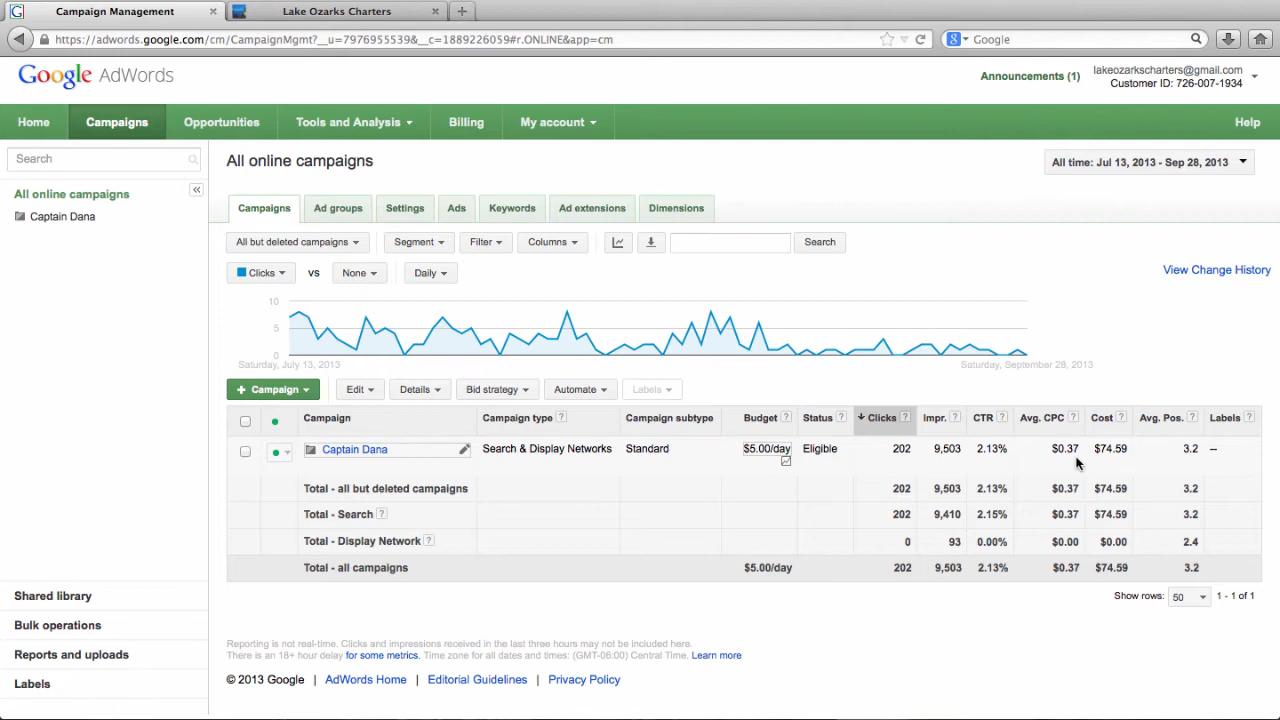 Campaign Management
Lake Ozarks Charters
https://adwords.google.com/cm/CampaignMgmt?__u=7976955539&__c=1889226059#r.ONLINE&app=cm
Google
Google AdWords
Announcements (1)
lakeozarkscharters@gmail.com
Customer ID: 726-007-1934
Home Campaigns Opportunities Tools and Analysis Billing My account Help
Search
All online campaigns
Captain Dana
All online campaigns
All time: Jul 13, 2013 - Sep 28, 2013
Campaigns Ad groups Settings Ads Keywords Ad extensions Dimensions
All but deleted campaigns Segment Filter Columns Search
Clicks vs None Daily
View Change History
10
5
0
Saturday, July 13, 2013 Saturday, September 28, 2013
+ Campaign Edit Details Bid strategy Automate Labels
Campaign Campaign type ? Campaign subtype Budget ? Status ? Clicks ? Impr. ? CTR ? Avg. CPC ? Cost ? Avg. Pos. ? Labels ?
Captain Dana Search & Display Networks Standard $5.00/day Eligible 202 9,503 2.13% $0.37 $74.59 3.2 --
Total - all but deleted campaigns 202 9,503 2.13% $0.37 $74.59 3.2
Total - Search ? 202 9,410 2.15% $0.37 $74.59 3.2
Total - Display Network ? 0 93 0.00% $0.00 $0.00 2.4
Total - all campaigns $5.00/day 202 9,503 2.13% $0.37 $74.59 3.2
Show rows: 50 1 - 1 of 1
Shared library
Bulk operations
Reports and uploads
Labels
Reporting is not real-time. Clicks and impressions received in the last three hours may not be included here.
There is an 18+ hour delay for some metrics. Time zone for all dates and times: (GMT-06:00) Central Time. Learn more
© 2013 Google | AdWords Home | Editorial Guidelines | Privacy Policy